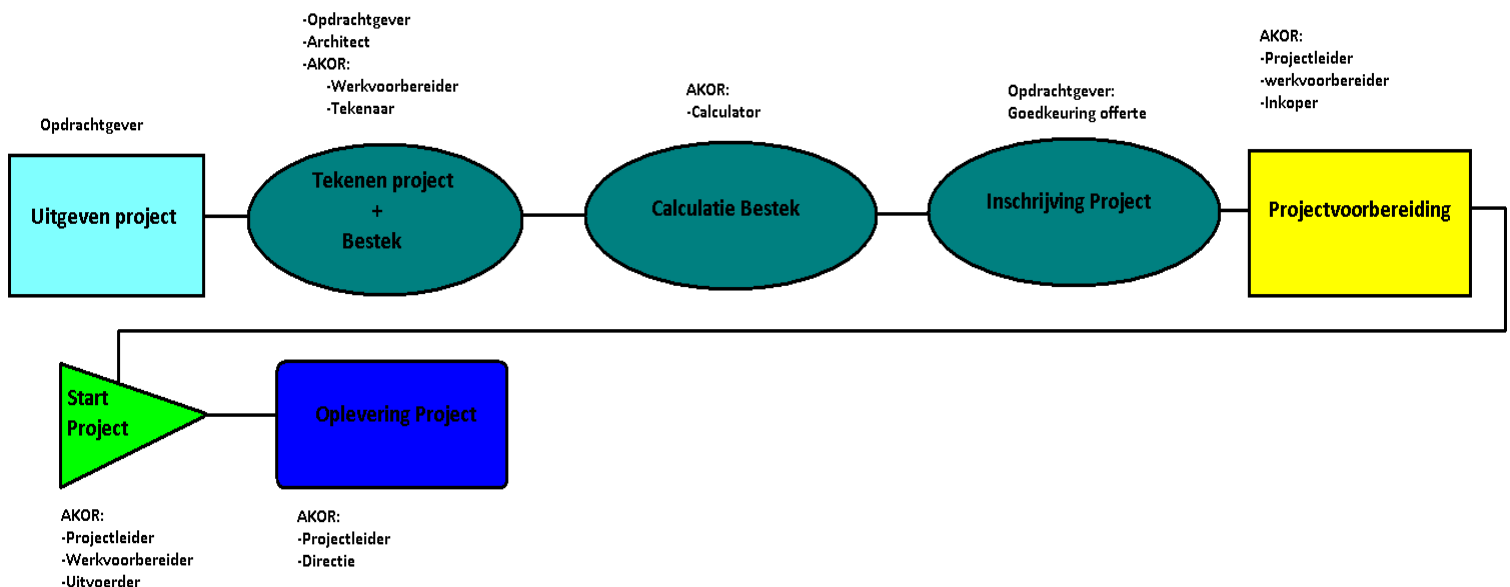 Opdrachtgever
Uitgeven project
-Opdrachtgever
-Architect
-AKOR:
-Werkvoorbereider
-Tekenaar
Tekenen project
+
Bestek
AKOR:
-Calculator
Calculatie Bestek
Opdrachtgever:
Goedkeuring offerte
Inschrijving Project
AKOR:
-Projectleider
-werkvoorbereider
-Inkoper
Projectvoorbereiding
Start
Project
AKOR:
-Projectleider
-Werkvoorbereider
-Uitvoerder
Oplevering Project
AKOR:
-Projectleider
-Directie